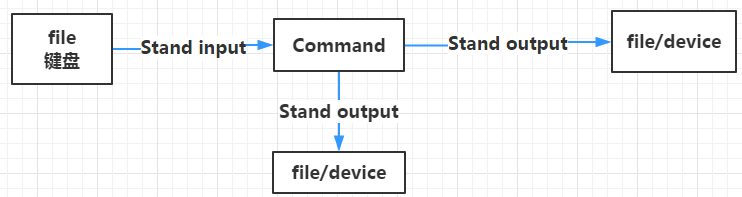 file
键盘
Stand input
Command
Stand output
file/device
Stand output
file/device